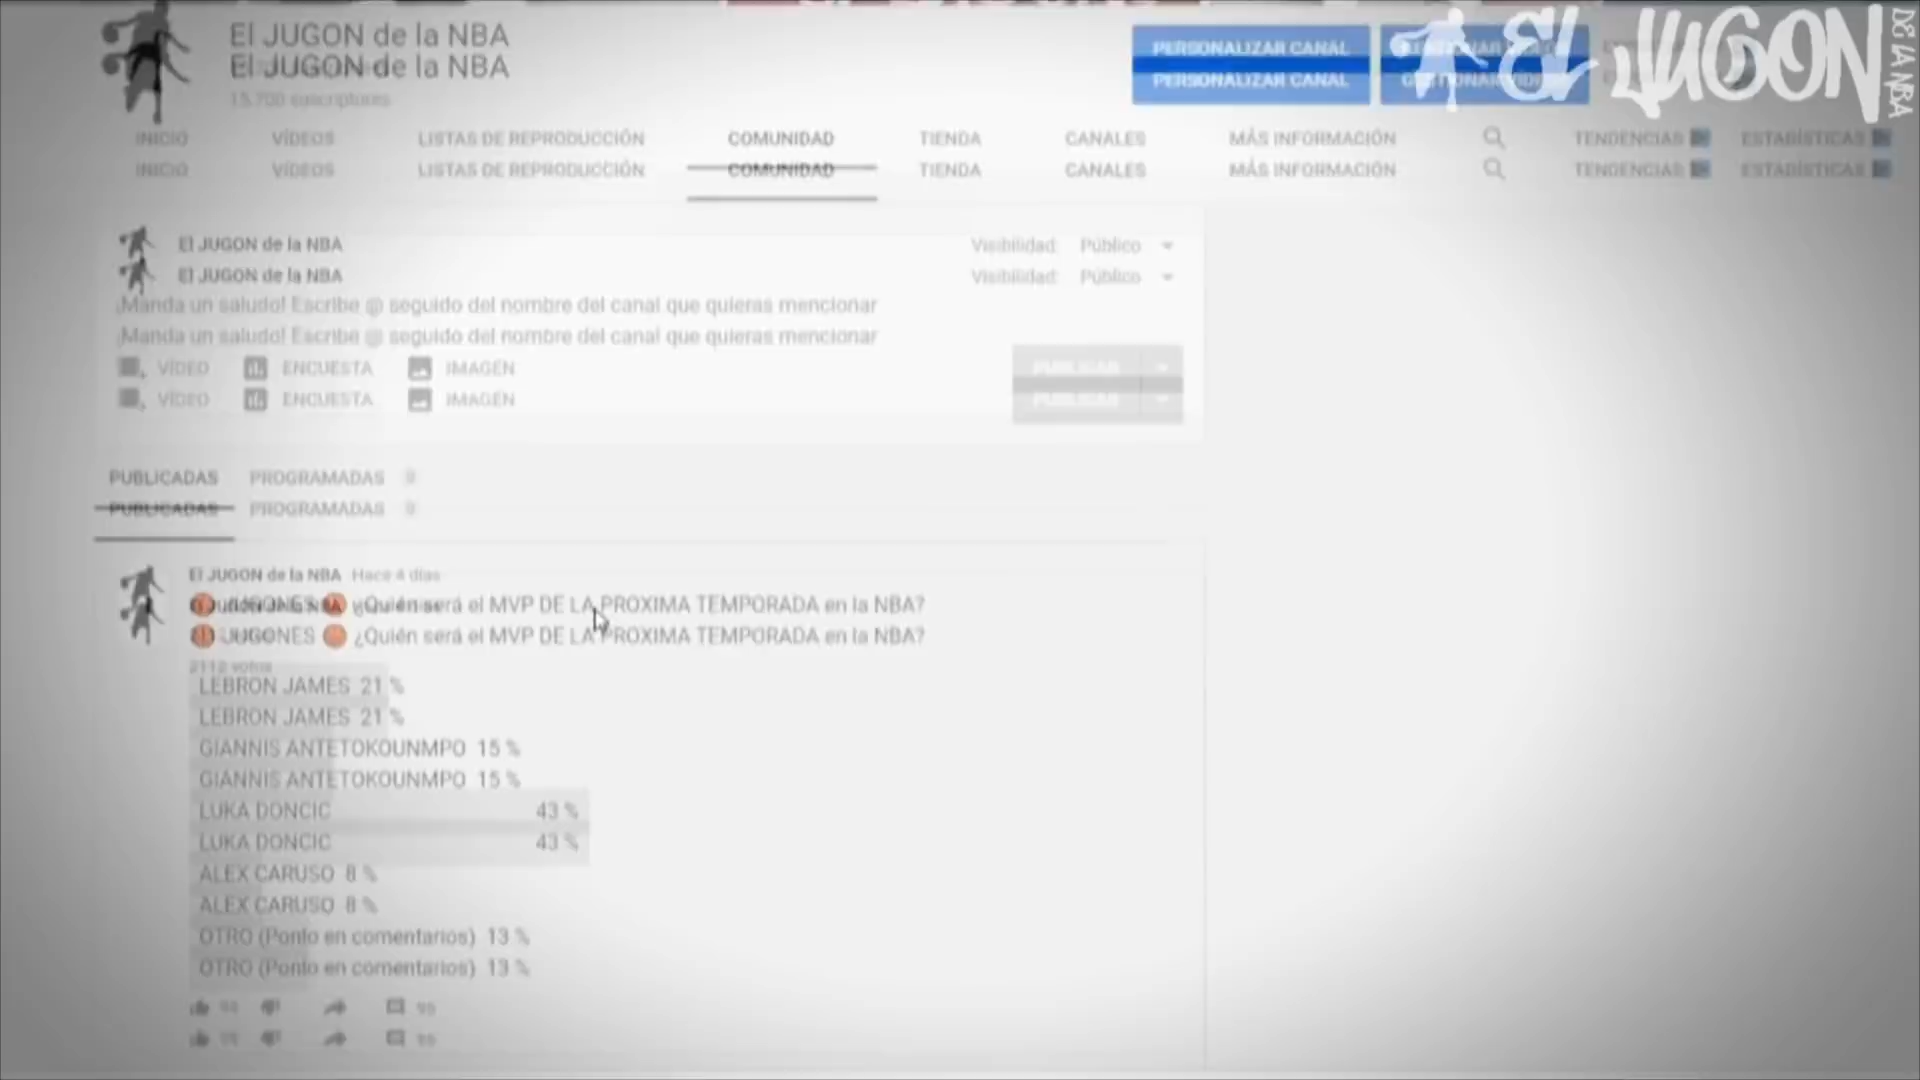 El JUGON de la NBA
El JUGON de la NBA
15.700 suscriptores
PERSONALIZAR CANAL
PERSONALIZAR CANAL
EL JUGON
DE LA NBA
INICIO VÍDEOS LISTAS DE REPRODUCCIÓN COMUNIDAD TIENDA CANALES MÁS INFORMACIÓN TENDENCIAS ESTADÍSTICAS
INICIO VÍDEOS LISTAS DE REPRODUCCIÓN COMUNIDAD TIENDA CANALES MÁS INFORMACIÓN TENDENCIAS ESTADÍSTICAS
El JUGON de la NBA Visibilidad: Público
El JUGON de la NBA Visibilidad: Público
¡Manda un saludo! Escribe @ seguido del nombre del canal que quieras mencionar
¡Manda un saludo! Escribe @ seguido del nombre del canal que quieras mencionar
VÍDEO ENCUESTA IMAGEN PUBLICAR
VÍDEO ENCUESTA IMAGEN PUBLICAR
PUBLICADAS PROGRAMADAS
PUBLICADAS PROGRAMADAS
El JUGON de la NBA Hace 4 días
¿Quién será el MVP DE LA PROXIMA TEMPORADA en la NBA?
JUGONES ¿Quién será el MVP DE LA PROXIMA TEMPORADA en la NBA?
2112 votos
LEBRON JAMES 21 %
LEBRON JAMES 21 %
GIANNIS ANTETOKOUNMPO 15 %
GIANNIS ANTETOKOUNMPO 15 %
LUKA DONCIC 43 %
LUKA DONCIC 43 %
ALEX CARUSO 8 %
ALEX CARUSO 8 %
OTRO (Ponlo en comentarios) 13 %
OTRO (Ponlo en comentarios) 13 %